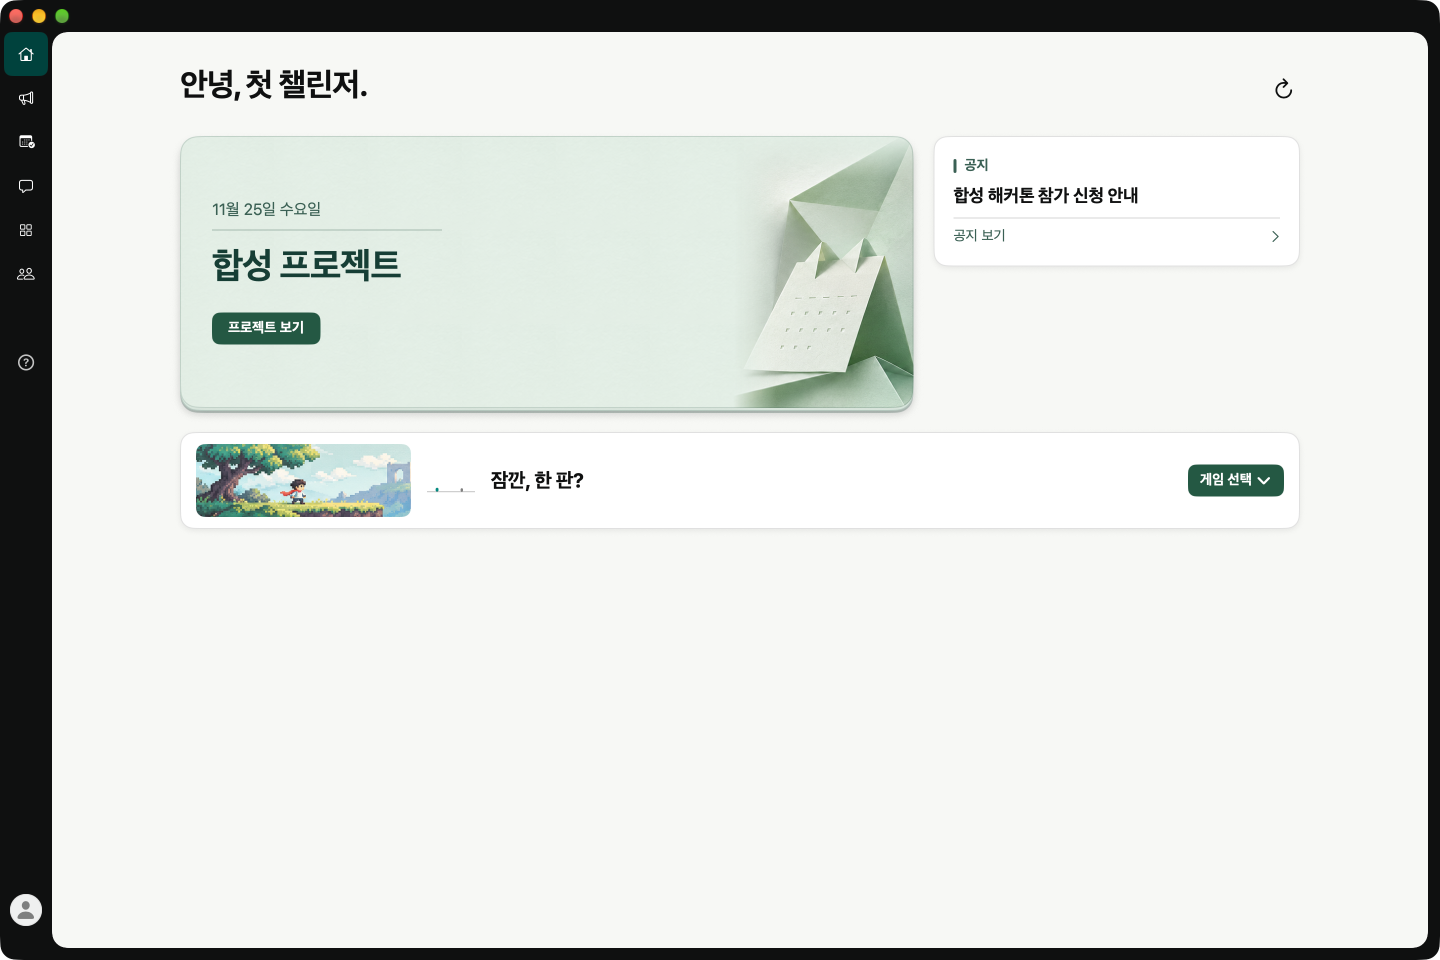 안녕, 첫 챌린저.
11월 25일 수요일
합성 프로젝트
프로젝트 보기
공지
합성 해커톤 참가 신청 안내
공지 보기
잠깐, 한 판?
게임 선택